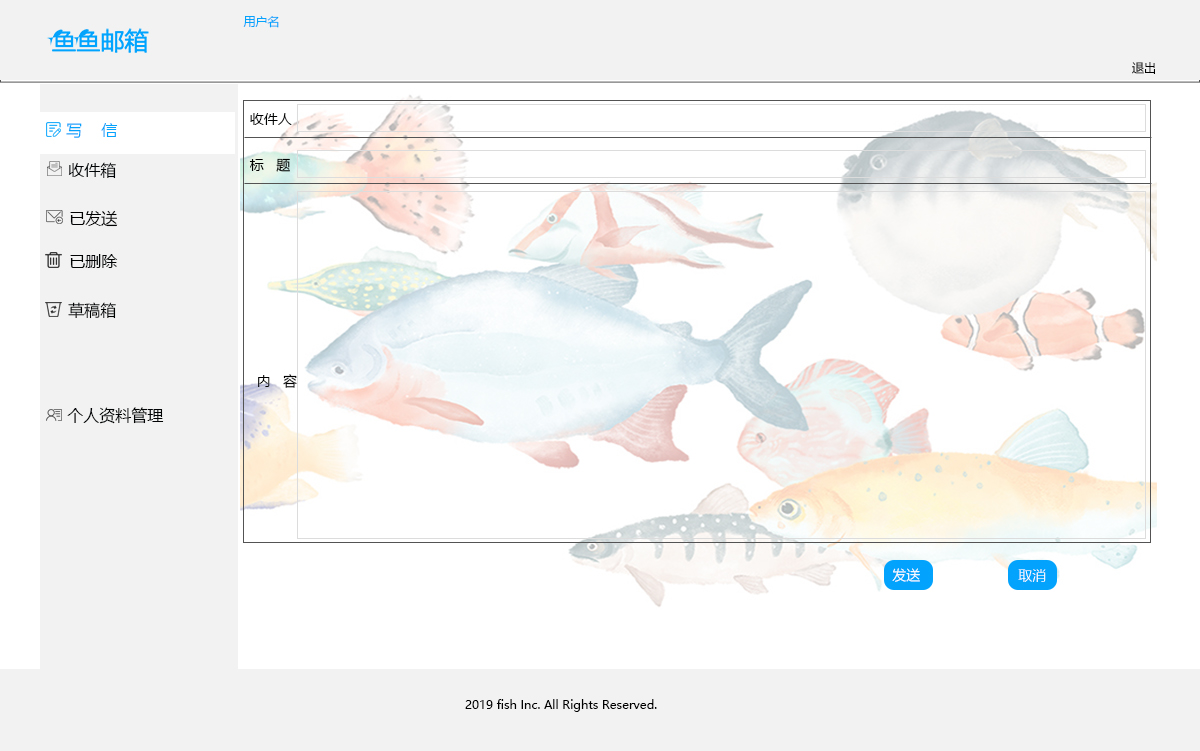 用户名
鱼鱼邮箱
退出
写 信
收件箱
已发送
已删除
草稿箱
个人资料管理
收件人
标 题
内 容
发送
取消
2019 fish Inc. All Rights Reserved.